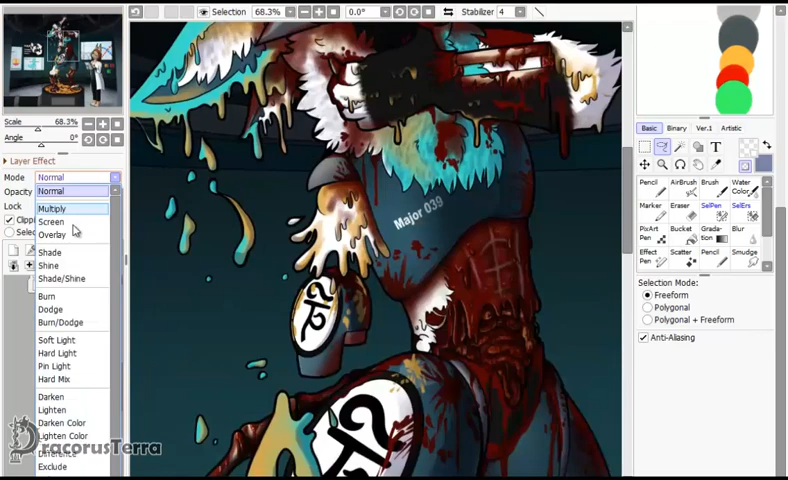 Selection 68.3% 0.0° Stabilizer 4
Scale 68.3%
Angle 0°
Layer Effect
Mode Normal
Opacity Normal
Lock Multiply
Screen
Overlay
Shade
Shine
Shade/Shine
Burn
Dodge
Burn/Dodge
Soft Light
Hard Light
Pin Light
Hard Mix
Darken
Lighten
Darken Color
Lighten Color
Difference
Exclude
DracorusTerra
Major 039
Basic Binary Ver.1 Artistic
T
Pencil AirBrush Brush Water Color
Marker Eraser SelPen SelErs
PixArt Pen Bucket Grada-tion Blur
Effect Pen Scatter Pencil Smudge
Selection Mode:
Freeform
Polygonal
Polygonal + Freeform
Anti-Aliasing